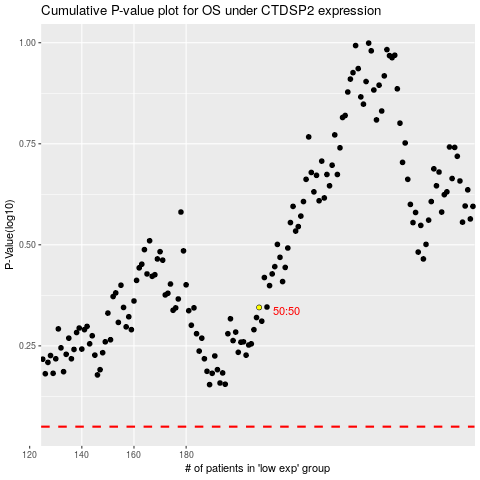 Cumulative P-value plot for OS under CTDSP2 expression
P-Value(log10)
1.00
0.75
0.50
0.25
50:50
120 140 160 180
# of patients in 'low exp' group